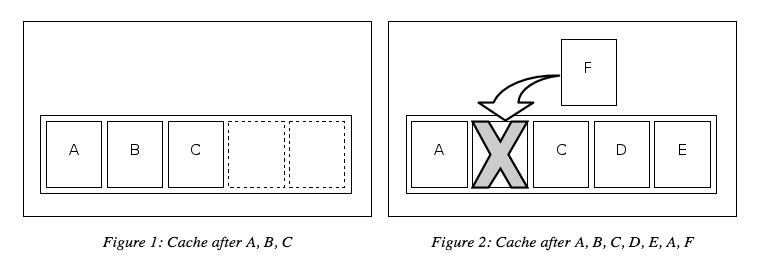 F
A B C
A X C D E
Figure 1: Cache after A, B, C
Figure 2: Cache after A, B, C, D, E, A, F